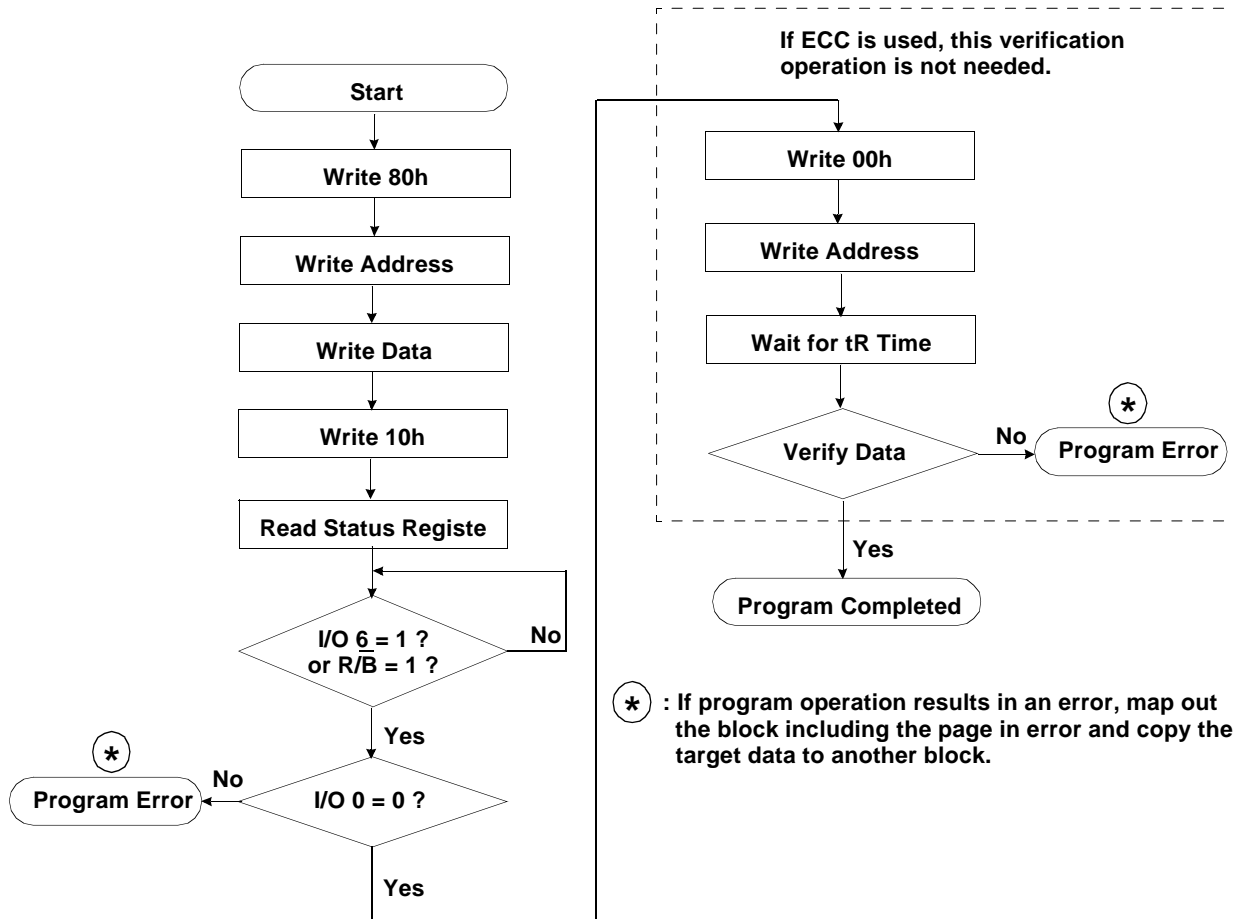 Start
Write 80h
Write Address
Write Data
Write 10h
Read Status Registe
I/O 6 = 1 ?
or R/B = 1 ?
No
Yes
*
No
Program Error
I/O 0 = 0 ?
Yes
If ECC is used, this verification
operation is not needed.
Write 00h
Write Address
Wait for tR Time
*
Verify Data
No
Program Error
Yes
Program Completed
* : If program operation results in an error, map out
the block including the page in error and copy the
target data to another block.